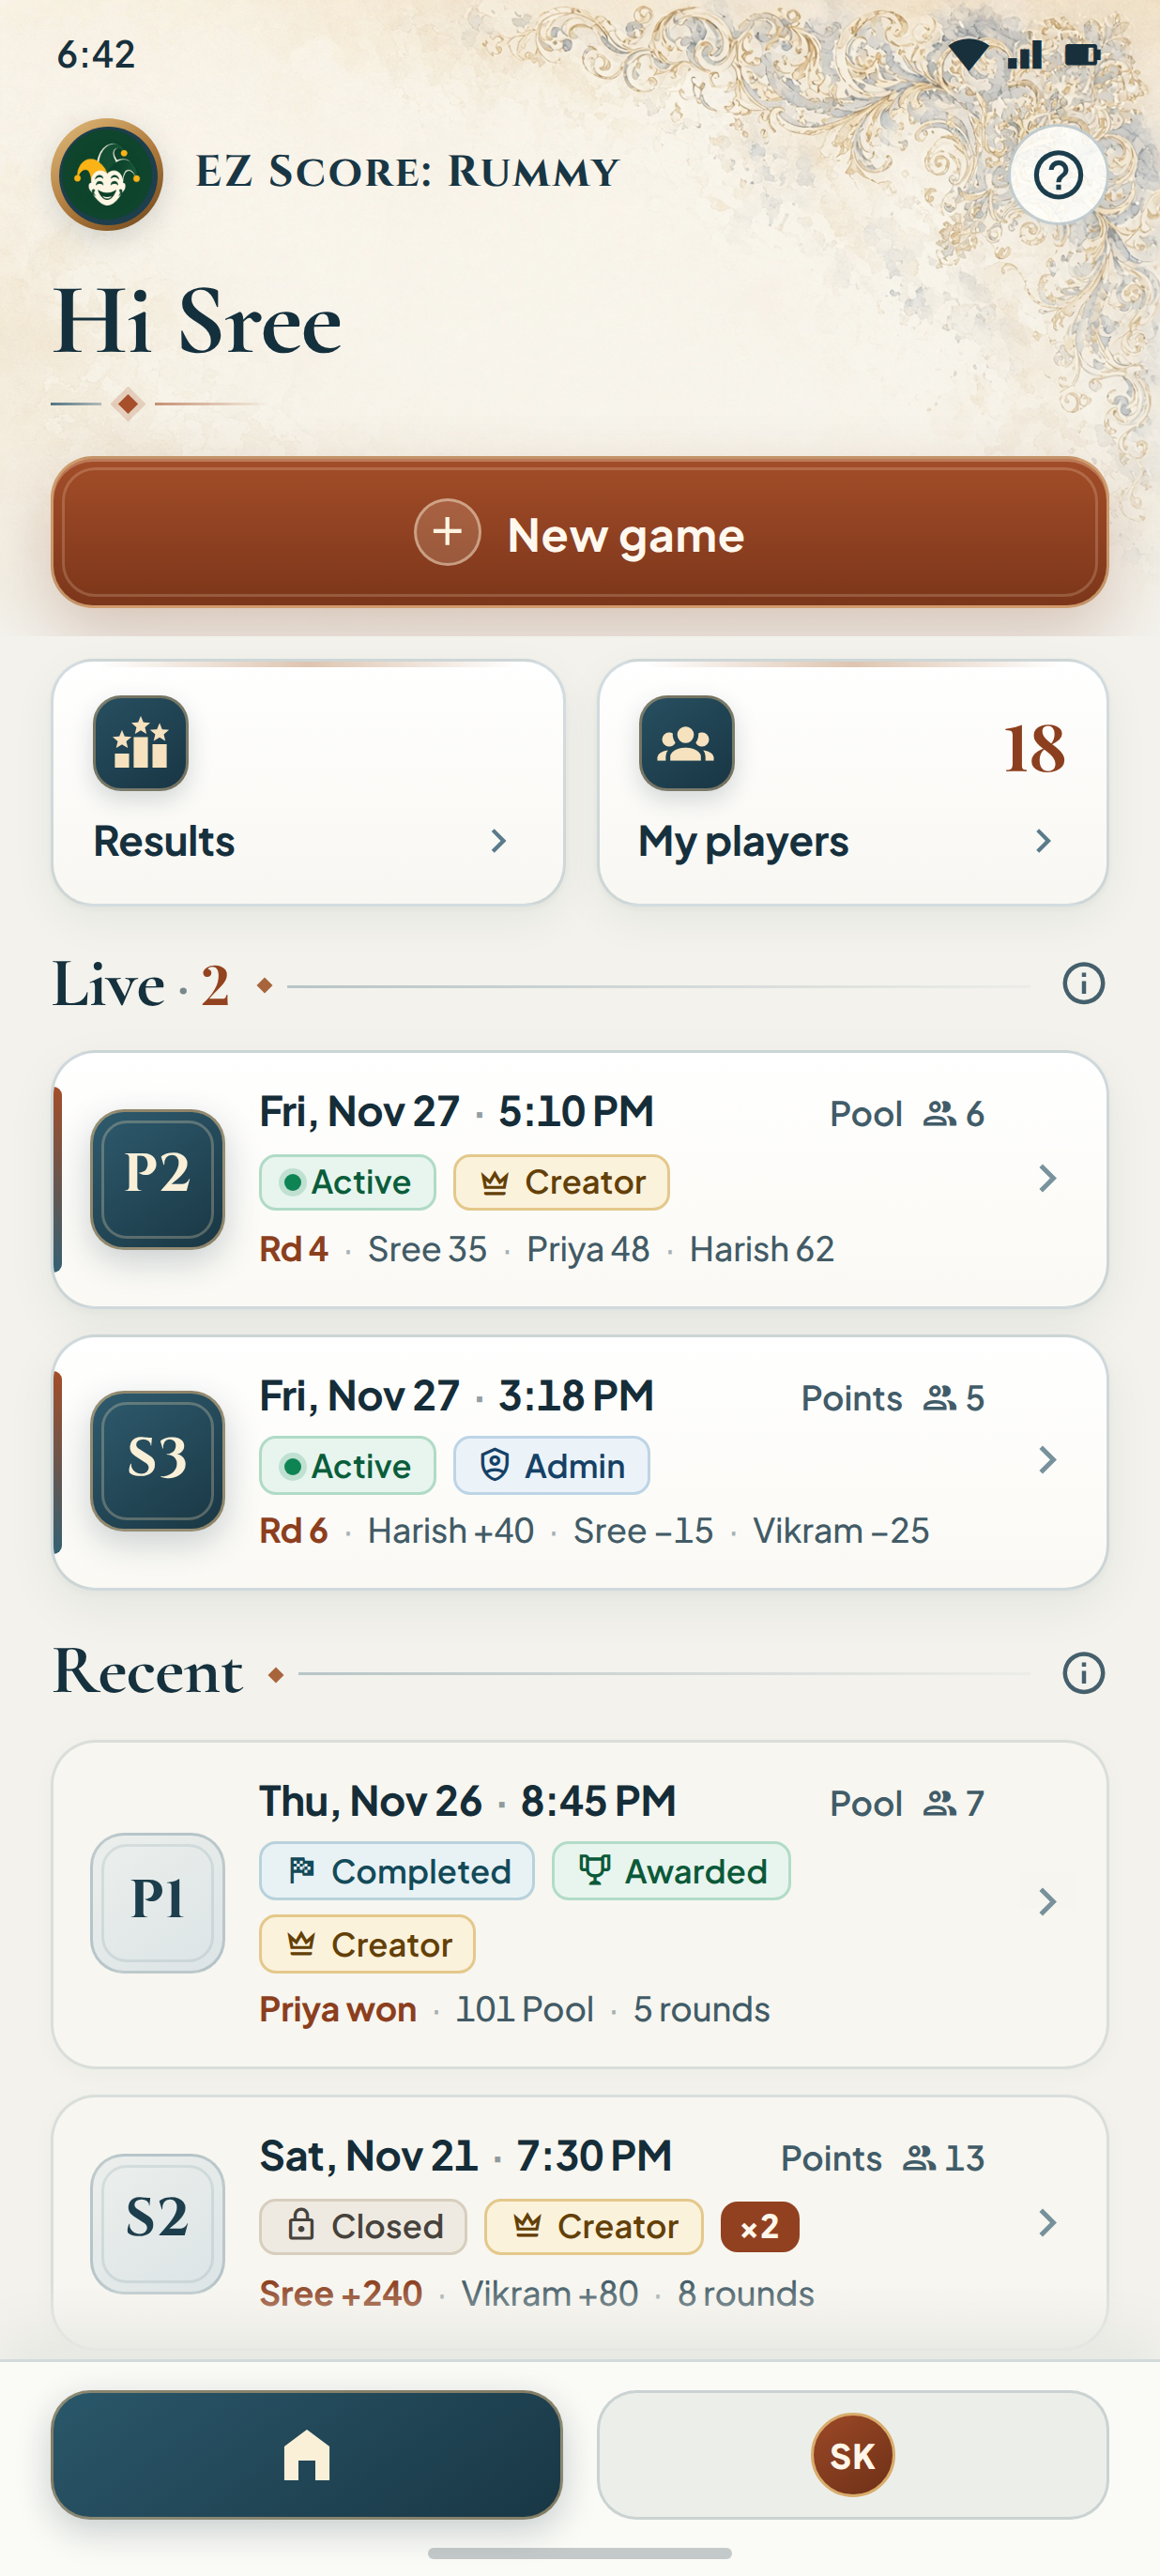 6:42
EZ Score: Rummy
Hi Sree
New game
18
Results
My players
Live · 2
Fri, Nov 27 · 5:10 PM Pool 6
P2
Active Creator
Rd 4 · Sree 35 · Priya 48 · Harish 62
Fri, Nov 27 · 3:18 PM Points 5
S3
Active Admin
Rd 6 · Harish +40 · Sree −15 · Vikram −25
Recent
Thu, Nov 26 · 8:45 PM Pool 7
Completed Awarded
P1
Creator
Priya won · 101 Pool · 5 rounds
Sat, Nov 21 · 7:30 PM Points 13
S2
Closed Creator ×2
Sree +240 · Vikram +80 · 8 rounds
SK